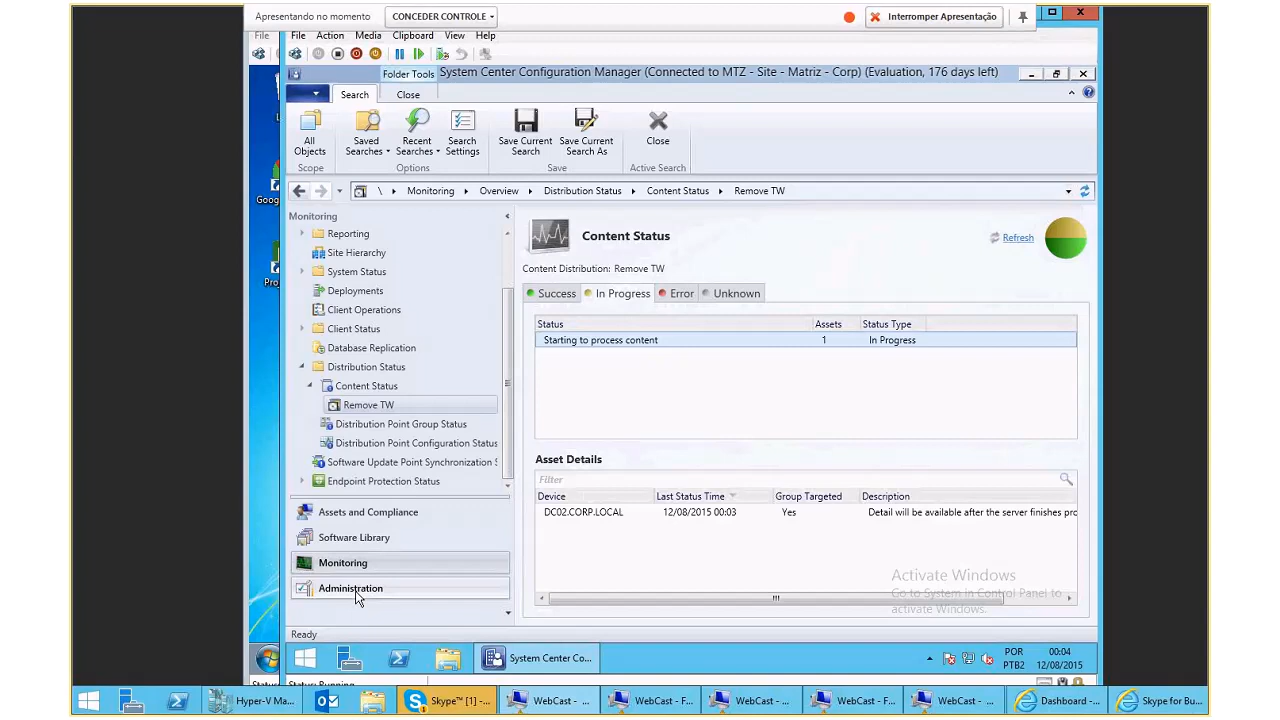 Apresentando no momento
CONCEDER CONTROLE
Interromper Apresentação
File
File Action Media Clipboard View Help
Folder Tools
System Center Configuration Manager (Connected to MTZ - Site - Matriz - Corp) (Evaluation, 176 days left)
Search Close
All Objects
Saved Searches
Recent Searches
Search Settings
Save Current Search
Save Current Search As
Close
Scope
Options
Save
Active Search
\ Monitoring Overview Distribution Status Content Status Remove TW
Monitoring
Reporting
Site Hierarchy
System Status
Deployments
Client Operations
Client Status
Database Replication
Distribution Status
Content Status
Remove TW
Distribution Point Group Status
Distribution Point Configuration Status
Software Update Point Synchronization S
Endpoint Protection Status
Assets and Compliance
Software Library
Monitoring
Administration
Content Status
Refresh
Content Distribution: Remove TW
Success In Progress Error Unknown
Status Assets Status Type
Starting to process content 1 In Progress
Asset Details
Filter
Device Last Status Time Group Targeted Description
DC02.CORP.LOCAL 12/08/2015 00:03 Yes Detail will be available after the server finishes pro
Activate Windows
Go to System in Control Panel to
activate Windows.
Ready
System Center Co...
POR
PTB2
00:04
12/08/2015
Goog
Proj
Status: Running
Hyper-V Ma...
Skype™ [1] -...
WebCast - ...
WebCast - F...
WebCast - ...
WebCast - F...
WebCast - ...
Dashboard -...
Skype for Bu...